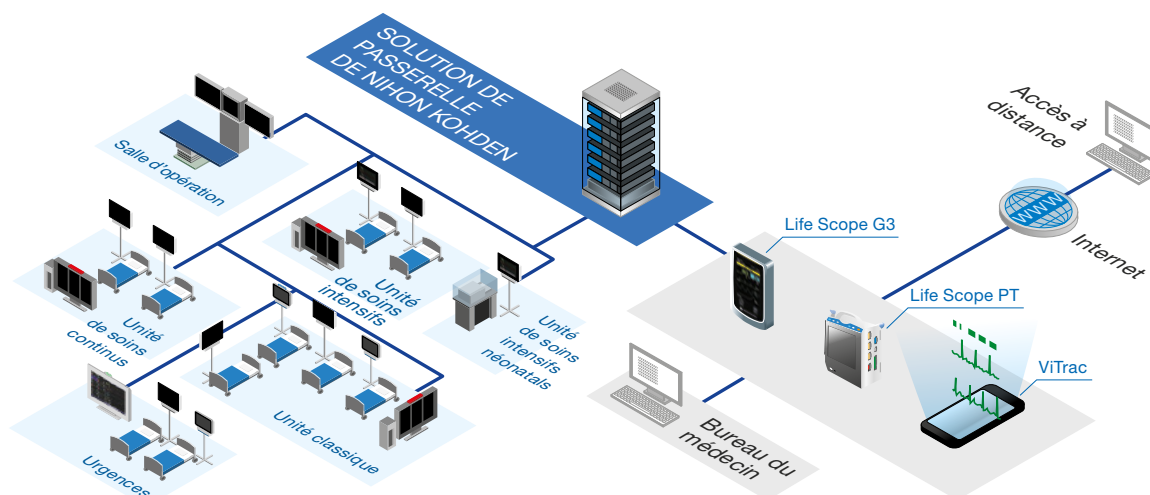 SOLUTION DE
PASSERELLE
DE NIHON KOHDEN
Salle d'opération
Unité
de soins
continus
Unité
de soins
intensifs
Unité
de soins
intensifs
néonatals
Urgences
Unité classique
Life Scope G3
Life Scope PT
ViTrac
Bureau du
médecin
Accès à
distance
WWW
Internet